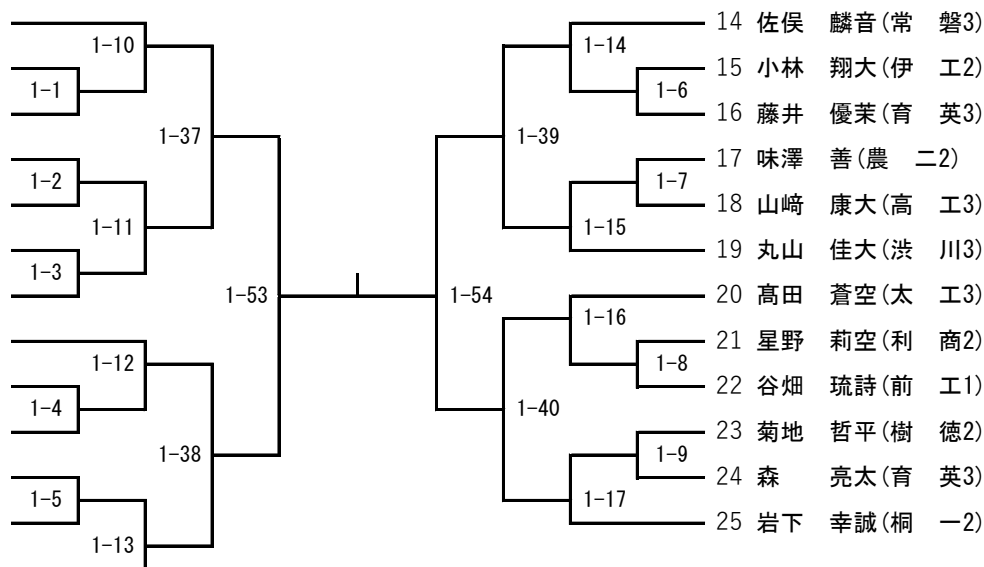 14 佐俣　麟音(常　磐3)
1-10
1-14
15 小林　翔大(伊　工2)
1-1
1-6
16 藤井　優茉(育　英3)
1-37
1-39
17 味澤　善(農　二2)
1-2
1-7
18 山﨑　康大(高　工3)
1-11
1-15
19 丸山　佳大(渋　川3)
1-3
1-53
1-54
20 髙田　蒼空(太　工3)
1-16
21 星野　莉空(利　商2)
1-12
1-8
22 谷畑　琉詩(前　工1)
1-4
1-40
23 菊地　哲平(樹　徳2)
1-38
1-9
24 森　　亮太(育　英3)
1-5
1-17
25 岩下　幸誠(桐　一2)
1-13